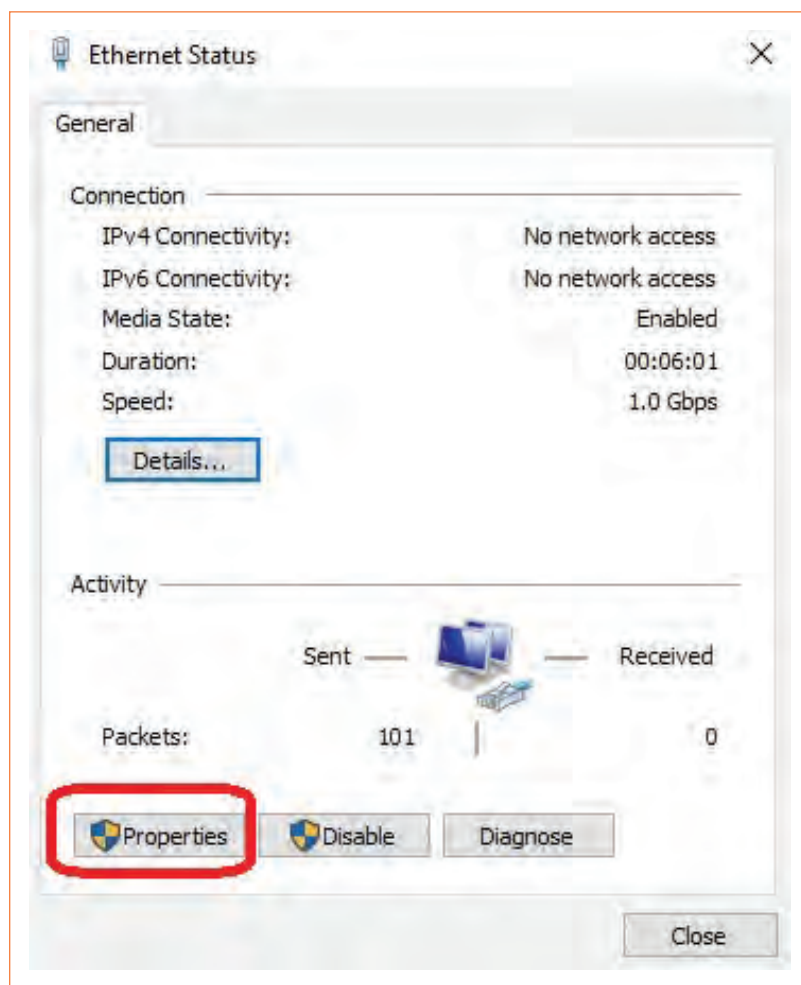 Ethernet Status
General
Connection
IPv4 Connectivity: No network access
IPv6 Connectivity: No network access
Media State: Enabled
Duration: 00:06:01
Speed: 1.0 Gbps
Details...
Activity
Sent Received
Packets: 101 0
Properties Disable Diagnose
Close